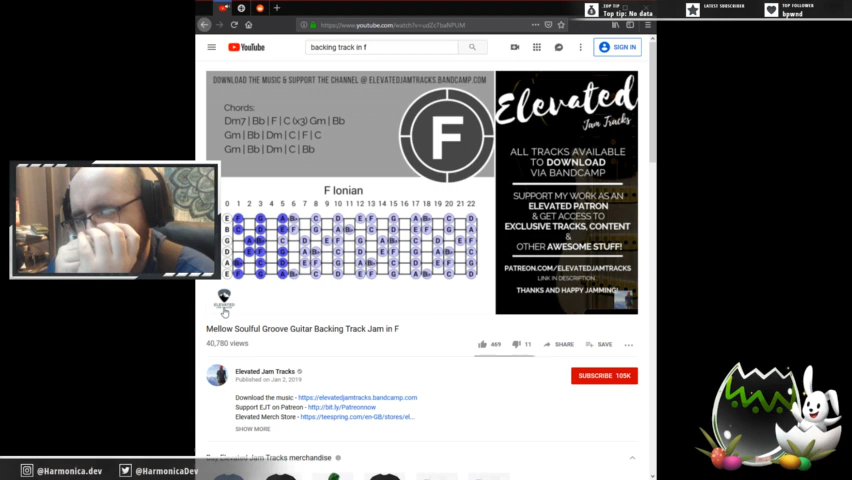 TOP TIP
Top tip: No data
LATEST SUBSCRIBER
TOP FOLLOWER
bpwnd
YouTube
backing track in f
SIGN IN
DOWNLOAD THE MUSIC & SUPPORT THE CHANNEL @ ELEVATEDJAMTRACKS.BANDCAMP.COM
Chords:
Dm7 | Bb | F | C (x3) Gm | Bb
Gm | Bb | Dm | C | F | C
Gm | Bb | Dm | C | Bb
F
F Ionian
0 1 2 3 4 5 6 7 8 9 10 11 12 13 14 15 16 17 18 19 20 21 22
Elevated
Jam Tracks
ALL TRACKS AVAILABLE
TO DOWNLOAD
VIA BANDCAMP
SUPPORT MY WORK AS AN
ELEVATED PATRON
& GET ACCESS TO
EXCLUSIVE TRACKS, CONTENT
&
OTHER AWESOME STUFF!
PATREON.COM/ELEVATEDJAMTRACKS
LINK IN DESCRIPTION
THANKS AND HAPPY JAMMING!
Mellow Soulful Groove Guitar Backing Track Jam in F
40,780 views
469
11
SHARE
SAVE
Elevated Jam Tracks
Published on Jan 2, 2019
SUBSCRIBE 105K
Download the music - https://elevatedjamtracks.bandcamp.com
Support EJT on Patreon - http://bit.ly/Patreonnow
Elevated Merch Store - https://teespring.com/en-GB/stores/el...
SHOW MORE
Buy Elevated Jam Tracks merchandise
@Harmonica.dev
@HarmonicaDev